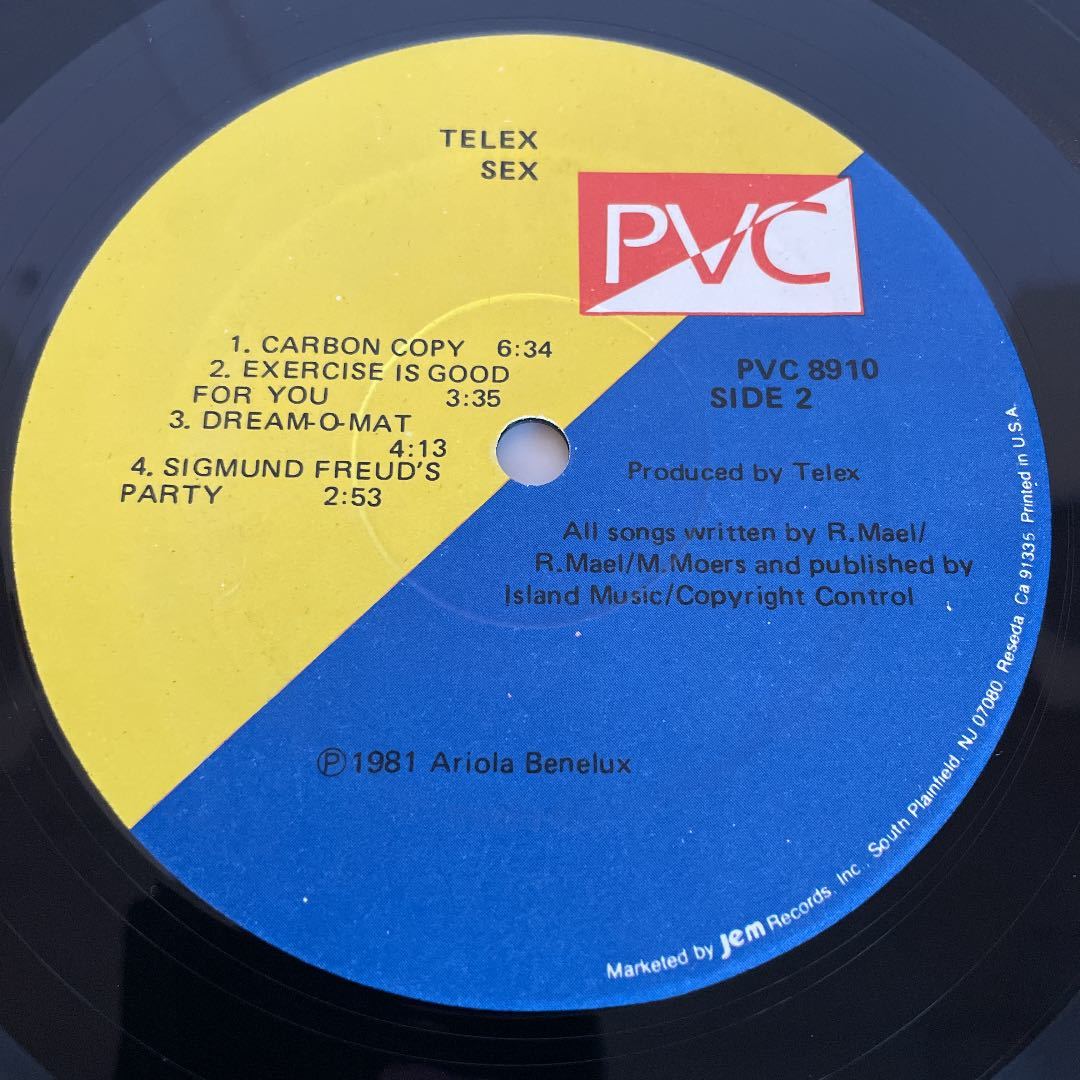 TELEX
SEX
PVC
1. CARBON COPY 6:34
2. EXERCISE IS GOOD
FOR YOU 3:35
3. DREAM-O-MAT
4:13
4. SIGMUND FREUD'S
PARTY 2:53
PVC 8910
SIDE 2
Produced by Telex
All songs written by R.Mael/
R.Mael/M.Moers and published by
Island Music/Copyright Control
℗1981 Ariola Benelux
Marketed by Jem Records, Inc., South Plainfield, NJ 07080. Reseda, Ca 91335 Printed in U.S.A.